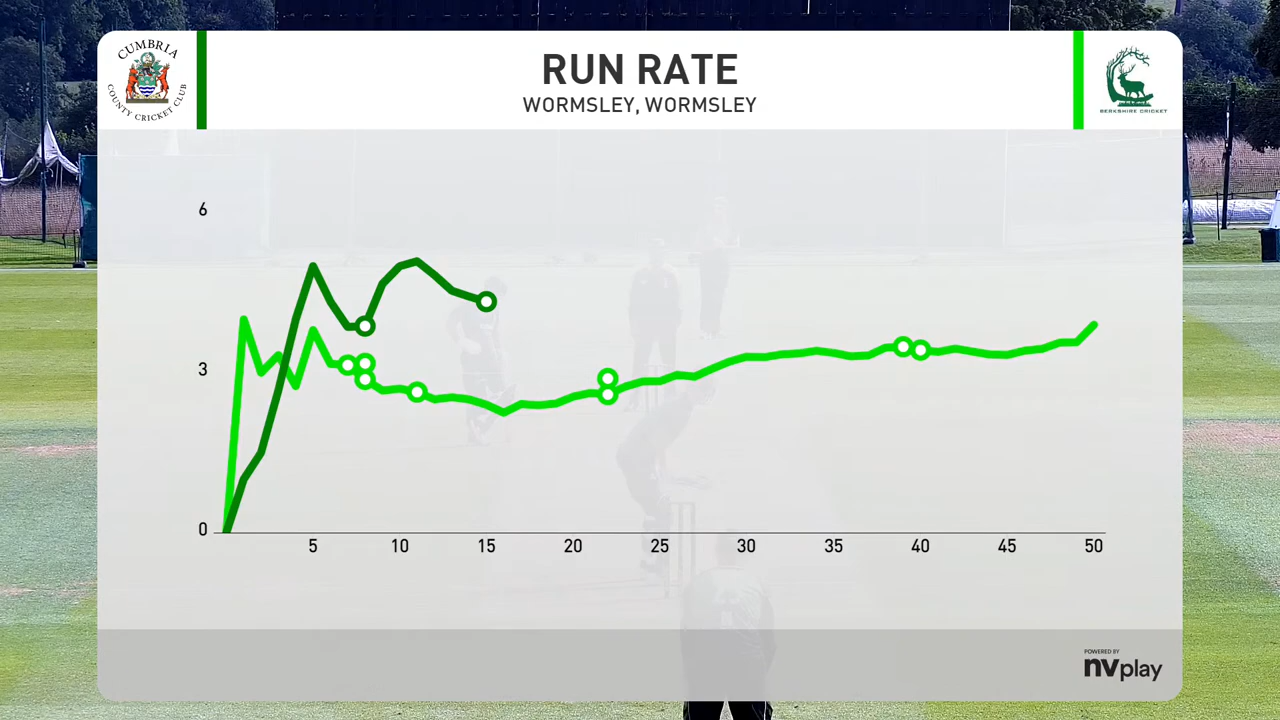 CUMBRIA
COUNTY CRICKET CLUB
RUN RATE
WORMSLEY, WORMSLEY
BERKSHIRE CRICKET
6
3
0
5 10 15 20 25 30 35 40 45 50
POWERED BY
nvplay